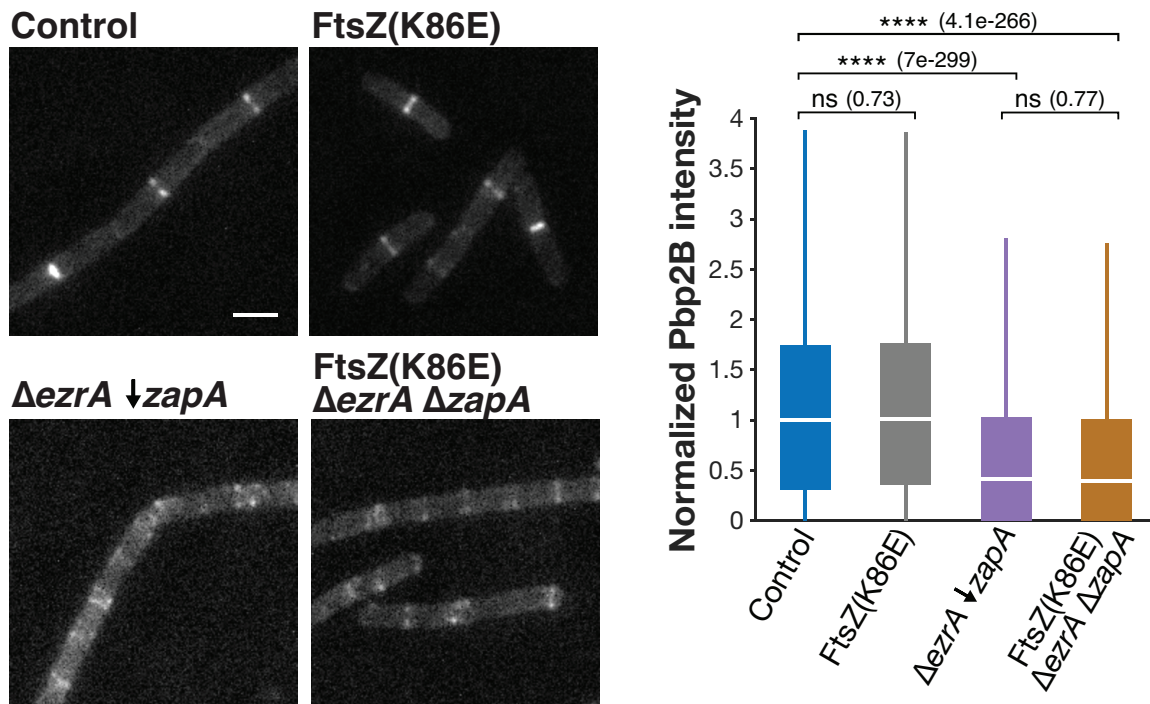 Control
FtsZ(K86E)
ΔezrA ↓zapA
FtsZ(K86E)
ΔezrA ΔzapA
**** (4.1e-266)
**** (7e-299)
ns (0.73)
ns (0.77)
Normalized Pbp2B intensity
4
3.5
3
2.5
2
1.5
1
0.5
0
Control
FtsZ(K86E)
ΔezrA ↓zapA
FtsZ(K86E)
ΔezrA ΔzapA